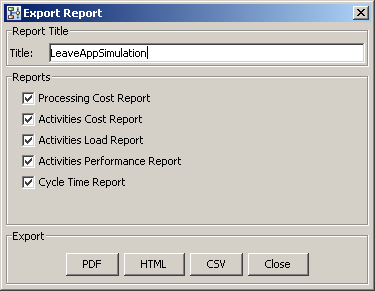 Export Report
Report Title
Title: LeaveAppSimulation
Reports
Processing Cost Report
Activities Cost Report
Activities Load Report
Activities Performance Report
Cycle Time Report
Export
PDF HTML CSV Close